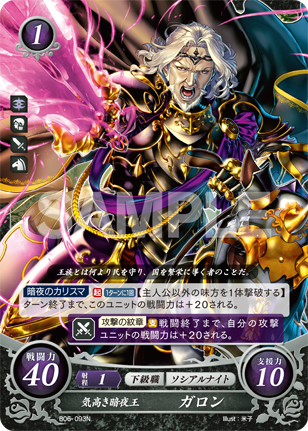 1
SAMPLE
王族とは何より民を守り、国を繁栄に導く者のことだ。
暗夜のカリスマ 起 1ターンに1回 【主人公以外の味方を1体撃破する】
ターン終了まで、このユニットの戦闘力は+20される。
攻撃の紋章 支 戦闘終了まで、自分の攻撃
ユニットの戦闘力は+20される。
戦闘力
40
射程 1 下級職 ソシアルナイト
支援力
10
気高き暗夜王 ガロン
B06-093N
Illust:米子